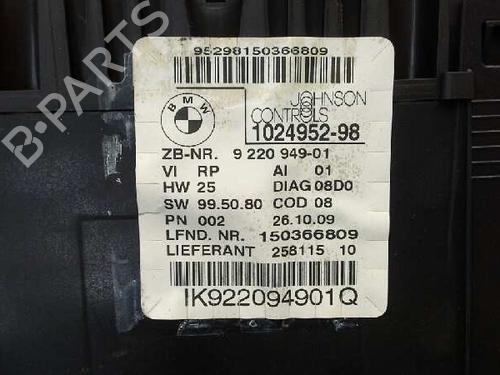 B-PARTS
95298150366809
BMW
JOHNSON
CONTROLS
1024952-98
ZB-NR. 9 220 949-01
VI RP AI 01
HW 25 DIAG 08D0
SW 99.50.80 COD 08
PN 002 26.10.09
LFND. NR. 150366809
LIEFERANT 258115 10
IK922094901Q